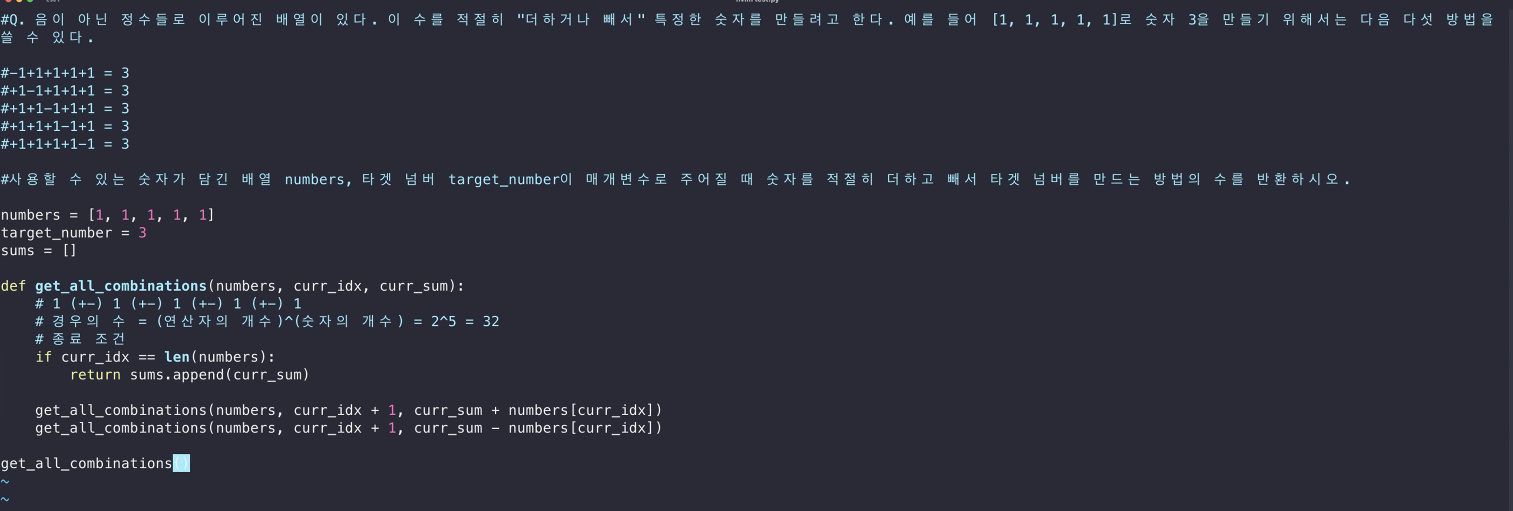 nvim test.py
#Q. 음이 아닌 정수들로 이루어진 배열이 있다. 이 수를 적절히 "더하거나 빼서" 특정한 숫자를 만들려고 한다. 예를 들어 [1, 1, 1, 1, 1]로 숫자 3을 만들기 위해서는 다음 다섯 방법을
쓸 수 있다.
#-1+1+1+1+1 = 3
#+1-1+1+1+1 = 3
#+1+1-1+1+1 = 3
#+1+1+1-1+1 = 3
#+1+1+1+1-1 = 3
#사용할 수 있는 숫자가 담긴 배열 numbers, 타겟 넘버 target_number이 매개변수로 주어질 때 숫자를 적절히 더하고 빼서 타겟 넘버를 만드는 방법의 수를 반환하시오.
numbers = [1, 1, 1, 1, 1]
target_number = 3
sums = []
def get_all_combinations(numbers, curr_idx, curr_sum):
    # 1 (+-) 1 (+-) 1 (+-) 1 (+-) 1
    # 경우의 수 = (연산자의 개수)^(숫자의 개수) = 2^5 = 32
    # 종료 조건
    if curr_idx == len(numbers):
        return sums.append(curr_sum)
    get_all_combinations(numbers, curr_idx + 1, curr_sum + numbers[curr_idx])
    get_all_combinations(numbers, curr_idx + 1, curr_sum - numbers[curr_idx])
get_all_combinations()
~
~